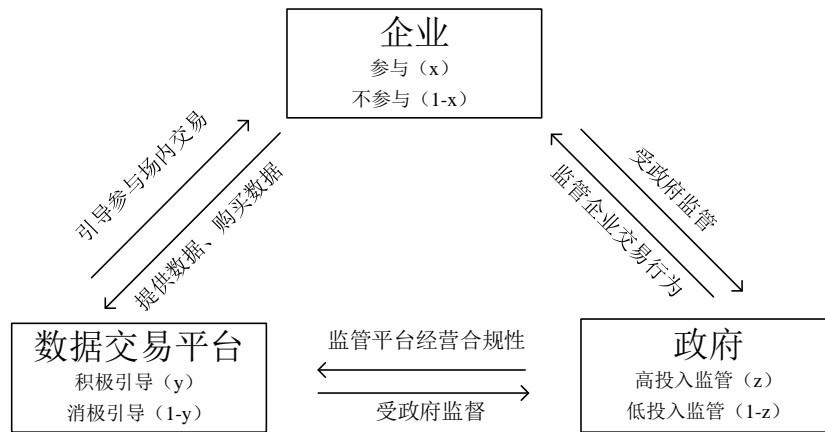 企业
参与（x）
不参与（1-x）
引导参与场内交易
提供数据、购买数据
受政府监管
监管企业交易行为
数据交易平台
积极引导（y）
消极引导（1-y）
监管平台经营合规性
受政府监督
政府
高投入监管（z）
低投入监管（1-z）